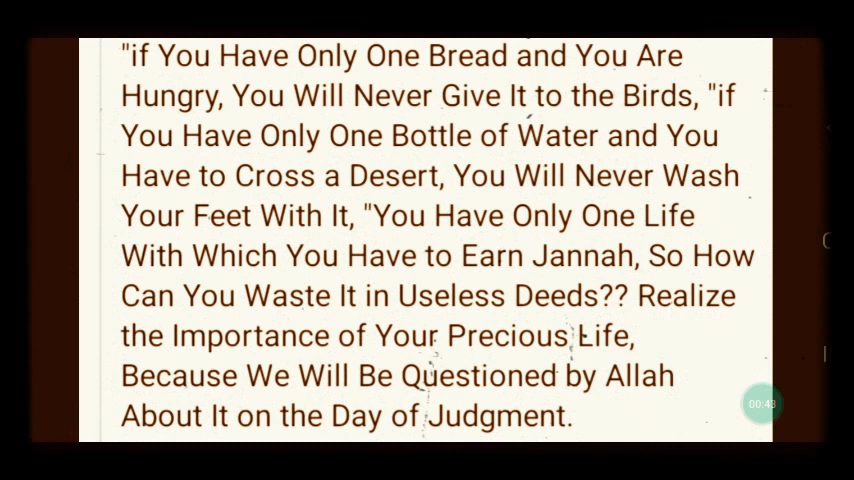 "if You Have Only One Bread and You Are
Hungry, You Will Never Give It to the Birds, "if
You Have Only One Bottle of Water and You
Have to Cross a Desert, You Will Never Wash
Your Feet With It, "You Have Only One Life
With Which You Have to Earn Jannah, So How
Can You Waste It in Useless Deeds?? Realize
the Importance of Your Precious Life,
Because We Will Be Questioned by Allah
About It on the Day of Judgment.
00:43